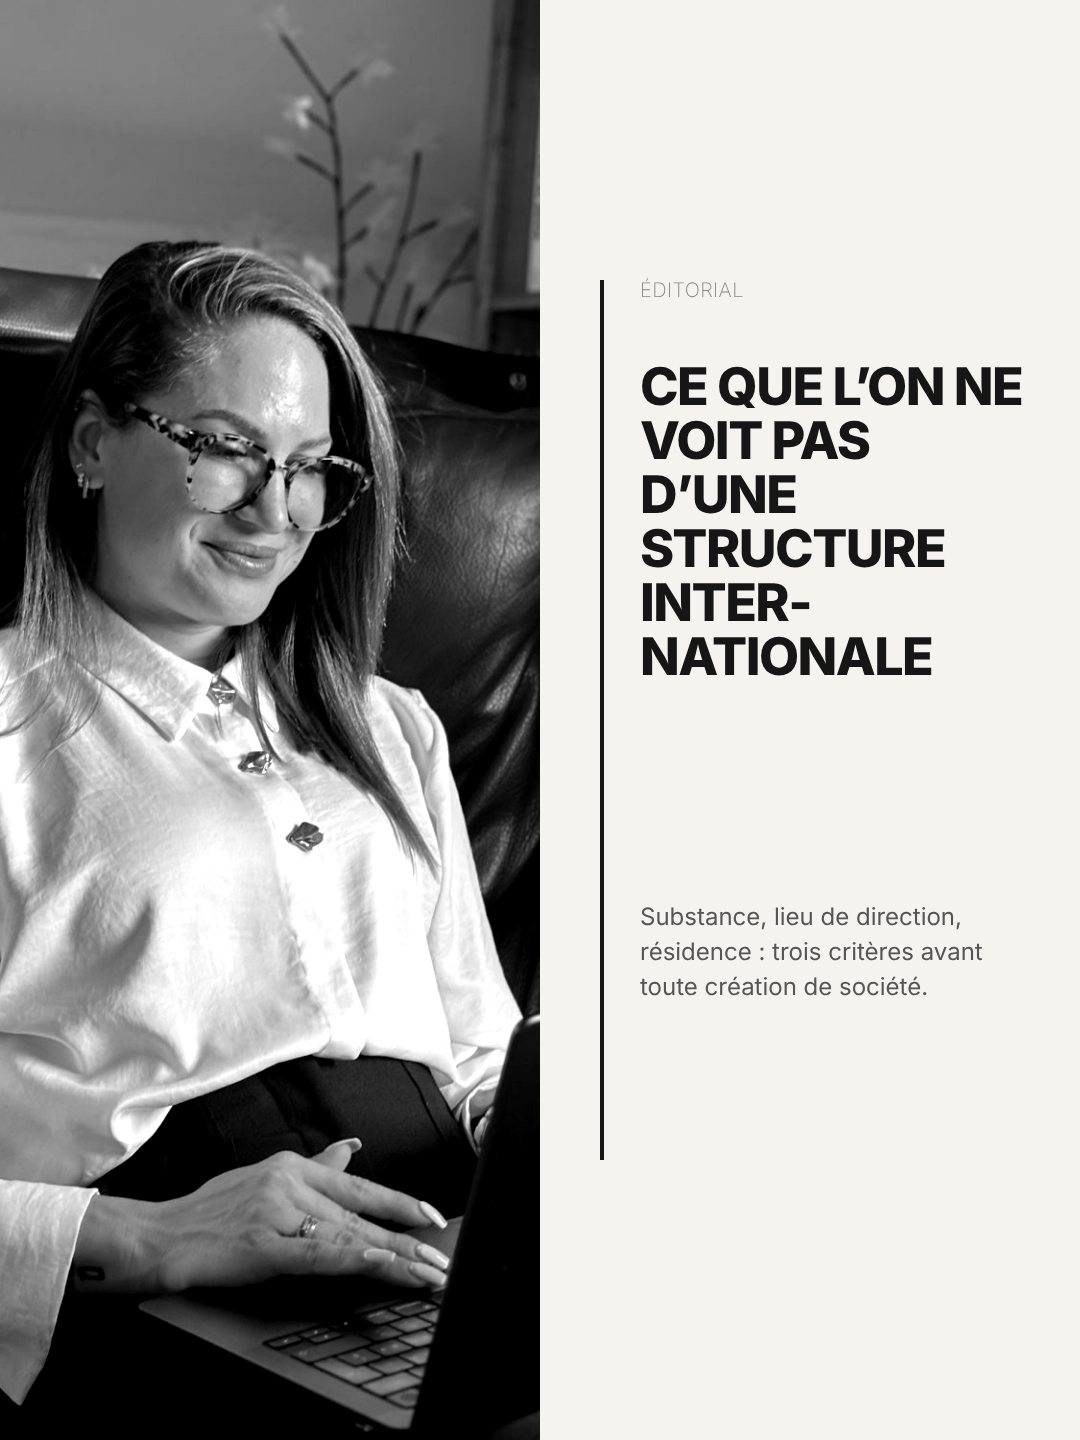 ÉDITORIAL
CE QUE L’ON NE
VOIT PAS
D’UNE
STRUCTURE
INTER-
NATIONALE
Substance, lieu de direction,
résidence : trois critères avant
toute création de société.